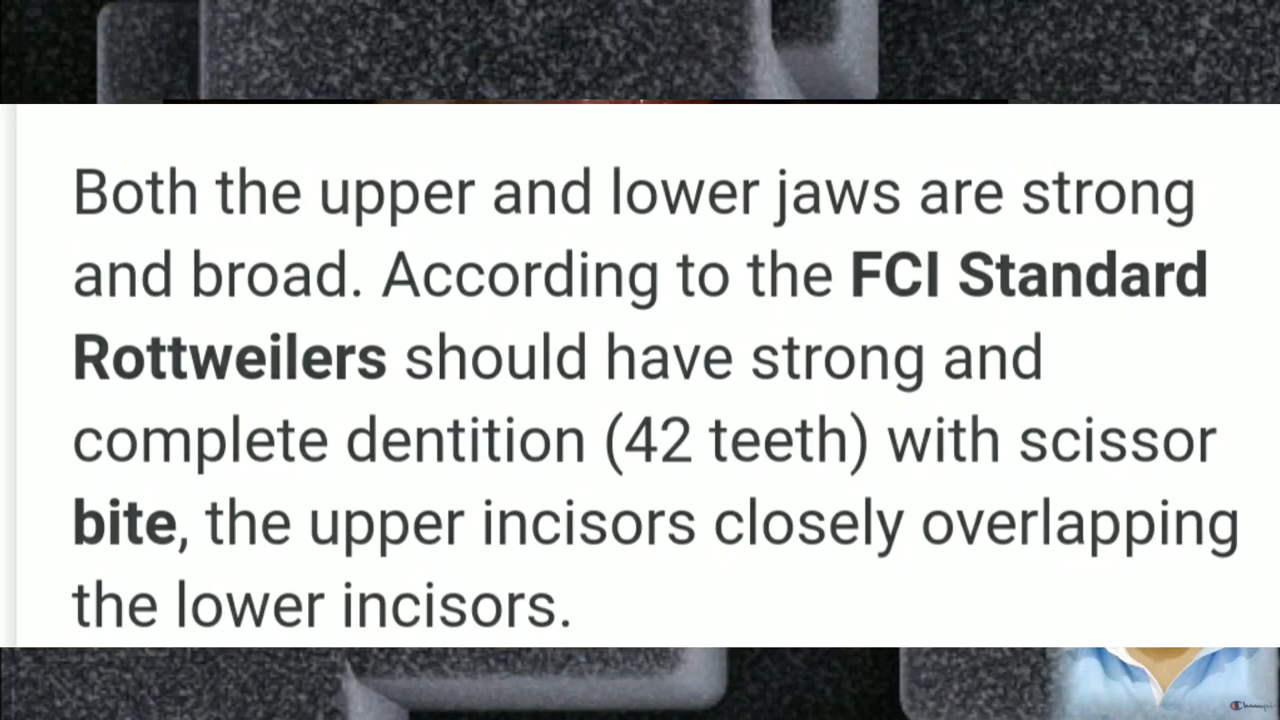 Both the upper and lower jaws are strong
and broad. According to the FCI Standard
Rottweilers should have strong and
complete dentition (42 teeth) with scissor
bite, the upper incisors closely overlapping
the lower incisors.